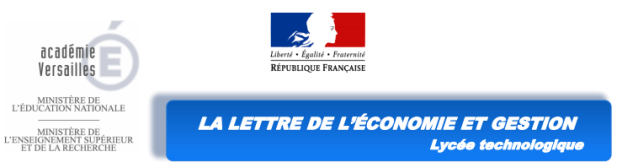 académie
Versailles
MINISTÈRE DE
L'ÉDUCATION NATIONALE
MINISTÈRE DE
L'ENSEIGNEMENT SUPÉRIEUR
ET DE LA RECHERCHE
Liberté • Égalité • Fraternité
RÉPUBLIQUE FRANÇAISE
LA LETTRE DE L'ÉCONOMIE ET GESTION
Lycée technologique